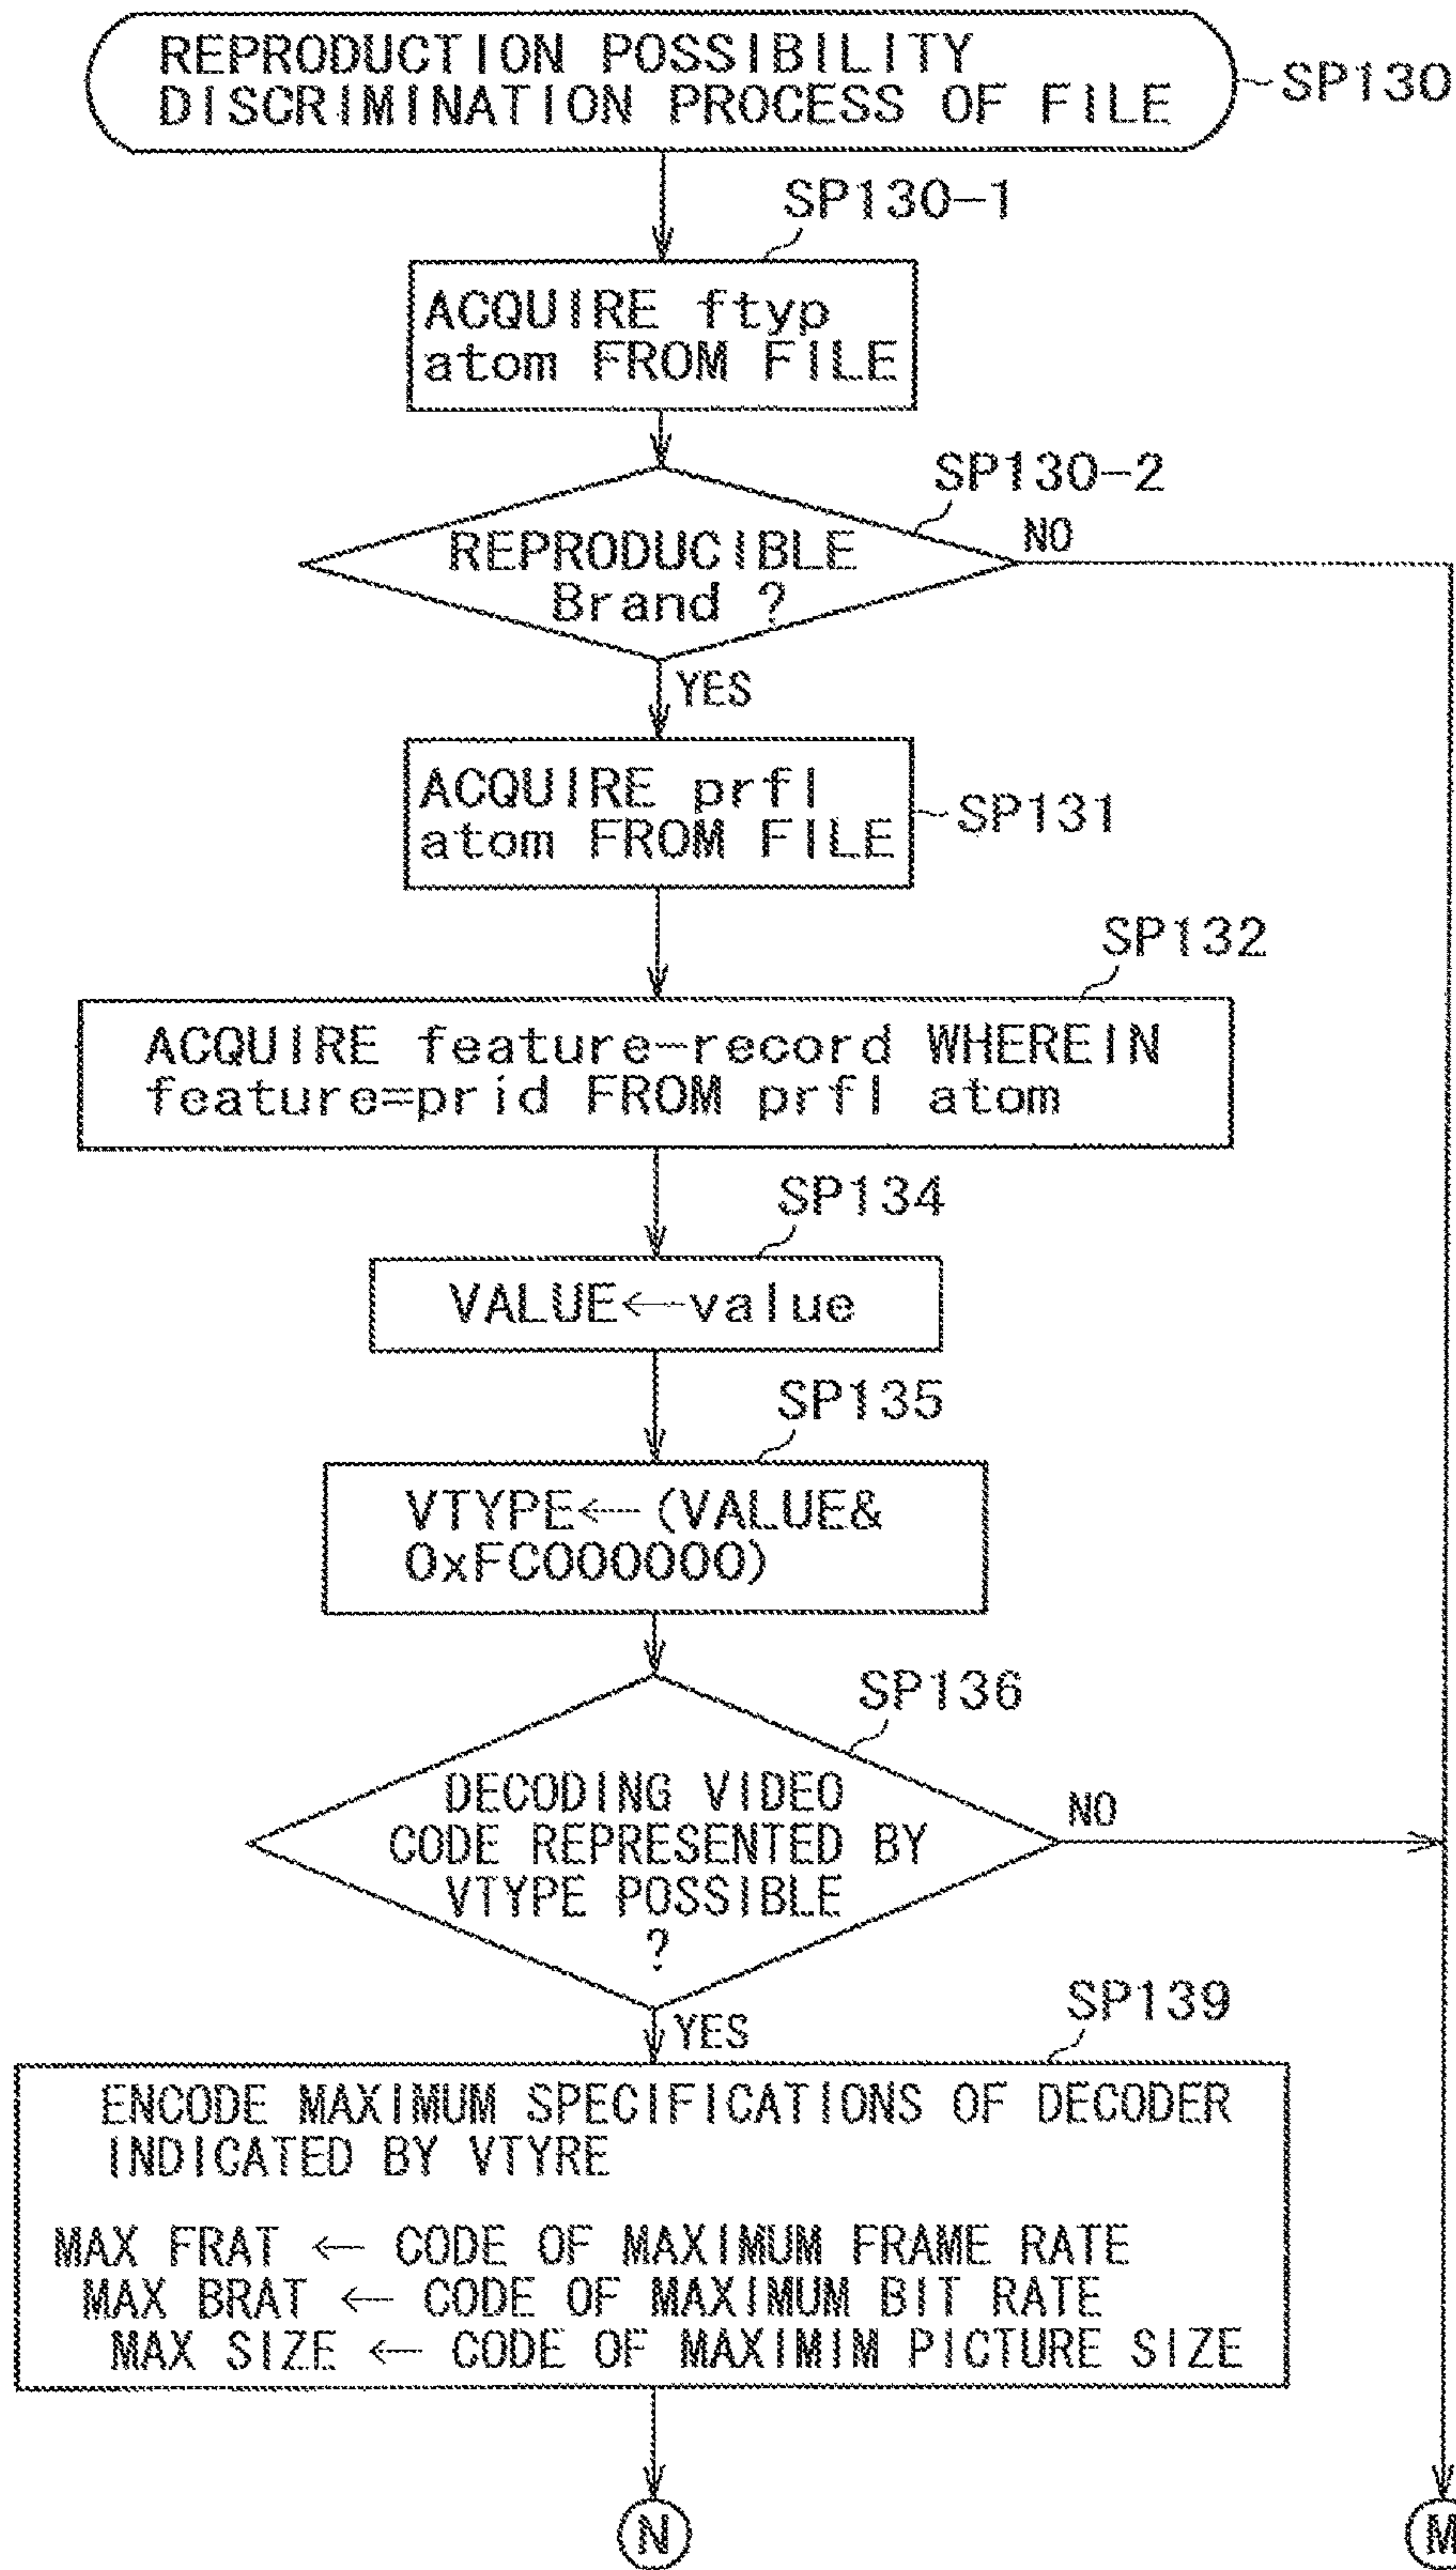 REPRODUCTION POSSIBILITY
DISCRIMINATION PROCESS OF FILE
SP130
SP130-1
ACQUIRE ftyp
atom FROM FILE
SP130-2
REPRODUCIBLE
Brand ?
NO
YES
ACQUIRE prfl
atom FROM FILE
SP131
SP132
ACQUIRE feature-record WHEREIN
feature=prid FROM prfl atom
SP134
VALUE←value
SP135
VTYPE←(VALUE&
0xFC000000)
SP136
DECODING VIDEO
CODE REPRESENTED BY
VTYPE POSSIBLE
?
NO
YES
SP139
ENCODE MAXIMUM SPECIFICATIONS OF DECODER
INDICATED BY VTYRE
MAX FRAT ← CODE OF MAXIMUM FRAME RATE
MAX BRAT ← CODE OF MAXIMUM BIT RATE
MAX SIZE ← CODE OF MAXIMIM PICTURE SIZE
N
M